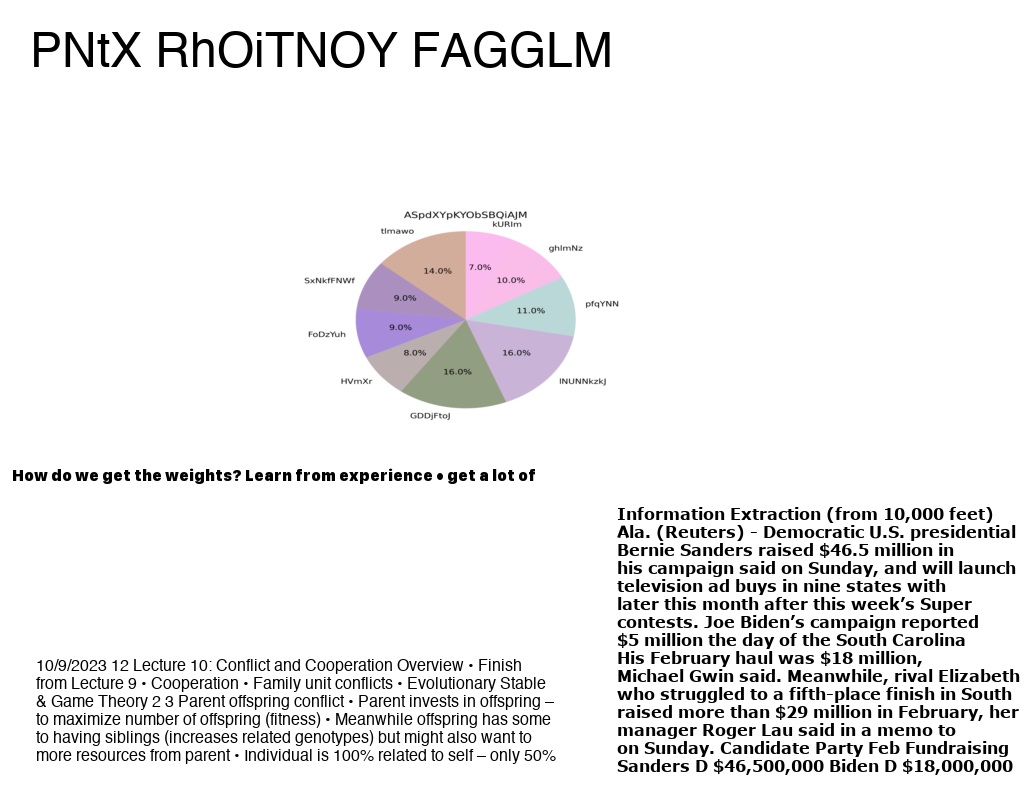 PNtX RhOiTNOY FAGGLM
ASpdXYpKYObSBQiAJM
kURIm
tImawo
ghImNz
7.0%
14.0%
10.0%
SxNkfFNWf
9.0%
pfqYNN
11.0%
FoDzYuh
9.0%
8.0%
16.0%
16.0%
HVmXr
lNUNNkzkJ
GDDjFtoJ
How do we get the weights? Learn from experience • get a lot of
Information Extraction (from 10,000 feet)
Ala. (Reuters) - Democratic U.S. presidential
Bernie Sanders raised $46.5 million in
his campaign said on Sunday, and will launch
television ad buys in nine states with
later this month after this week’s Super
contests. Joe Biden’s campaign reported
$5 million the day of the South Carolina
His February haul was $18 million,
Michael Gwin said. Meanwhile, rival Elizabeth
who struggled to a fifth-place finish in South
raised more than $29 million in February, her
manager Roger Lau said in a memo to
on Sunday. Candidate Party Feb Fundraising
Sanders D $46,500,000 Biden D $18,000,000
10/9/2023 12 Lecture 10: Conflict and Cooperation Overview • Finish
from Lecture 9 • Cooperation • Family unit conflicts • Evolutionary Stable
& Game Theory 2 3 Parent offspring conflict • Parent invests in offspring –
to maximize number of offspring (fitness) • Meanwhile offspring has some
to having siblings (increases related genotypes) but might also want to
more resources from parent • Individual is 100% related to self – only 50%